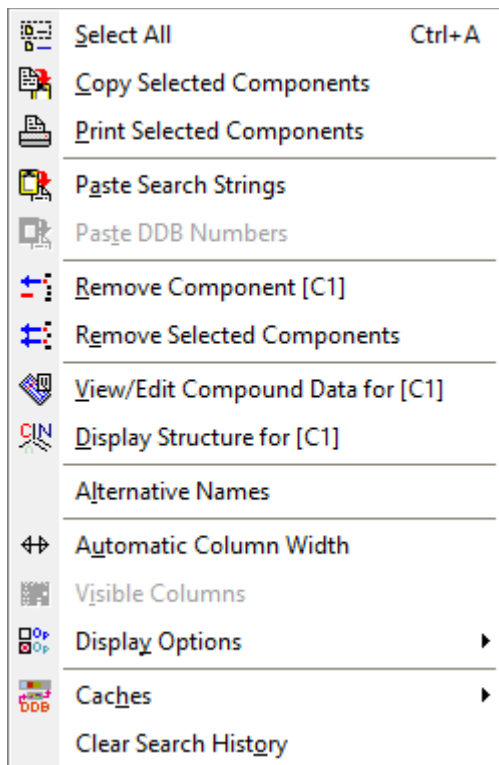 Select All Ctrl+A
Copy Selected Components
Print Selected Components
Paste Search Strings
Paste DDB Numbers
Remove Component [C1]
Remove Selected Components
View/Edit Compound Data for [C1]
Display Structure for [C1]
Alternative Names
Automatic Column Width
Visible Columns
Display Options
Caches
Clear Search History